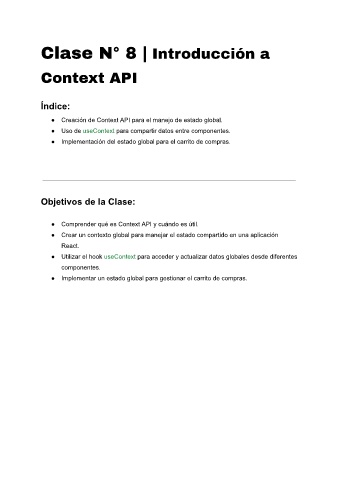 Clase N° 8 | Introducción a
Context API
Índice:
● Creación de Context API para el manejo de estado global.
● Uso de useContext para compartir datos entre componentes.
● Implementación del estado global para el carrito de compras.
Objetivos de la Clase:
● Comprender qué es Context API y cuándo es útil.
● Crear un contexto global para manejar el estado compartido en una aplicación
React.
● Utilizar el hook useContext para acceder y actualizar datos globales desde diferentes
componentes.
● Implementar un estado global para gestionar el carrito de compras.